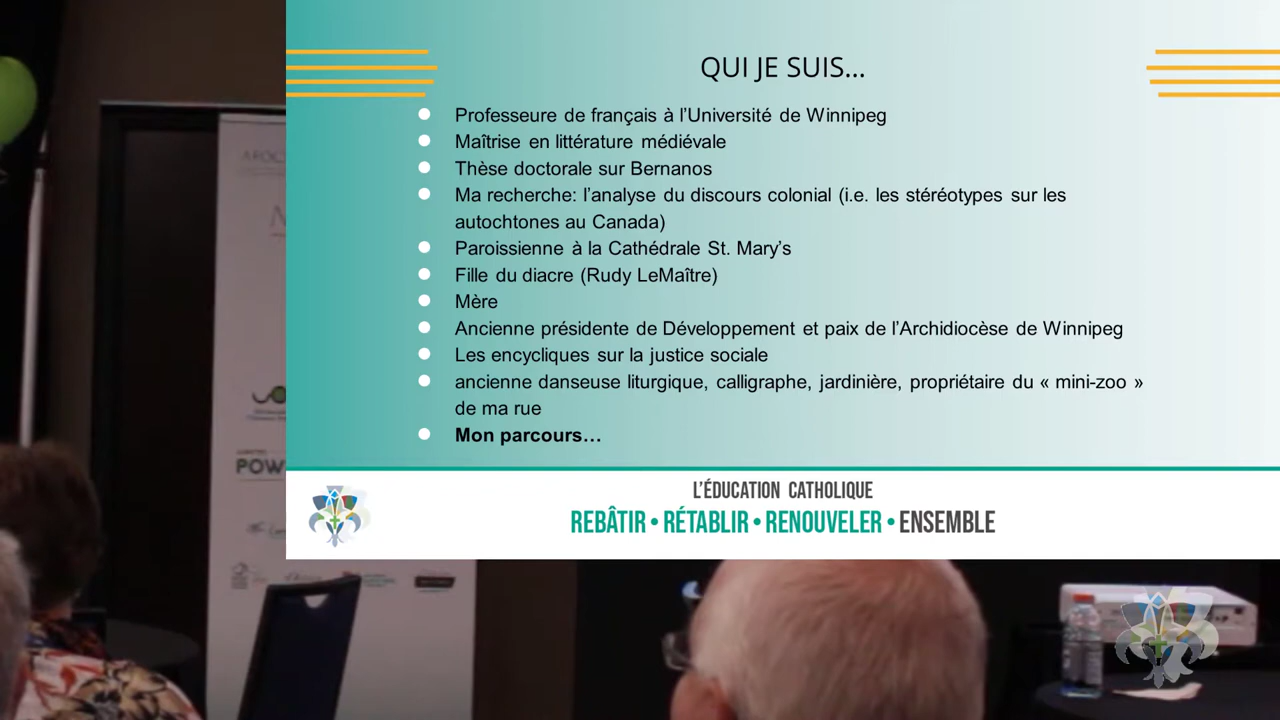 QUI JE SUIS...
● Professeure de français à l'Université de Winnipeg
● Maîtrise en littérature médiévale
● Thèse doctorale sur Bernanos
● Ma recherche: l'analyse du discours colonial (i.e. les stéréotypes sur les
autochtones au Canada)
● Paroissienne à la Cathédrale St. Mary's
● Fille du diacre (Rudy LeMaître)
● Mère
● Ancienne présidente de Développement et paix de l'Archidiocèse de Winnipeg
● Les encycliques sur la justice sociale
● ancienne danseuse liturgique, calligraphe, jardinière, propriétaire du « mini-zoo »
de ma rue
● Mon parcours…
L'ÉDUCATION CATHOLIQUE
REBÂTIR • RÉTABLIR • RENOUVELER • ENSEMBLE
POW